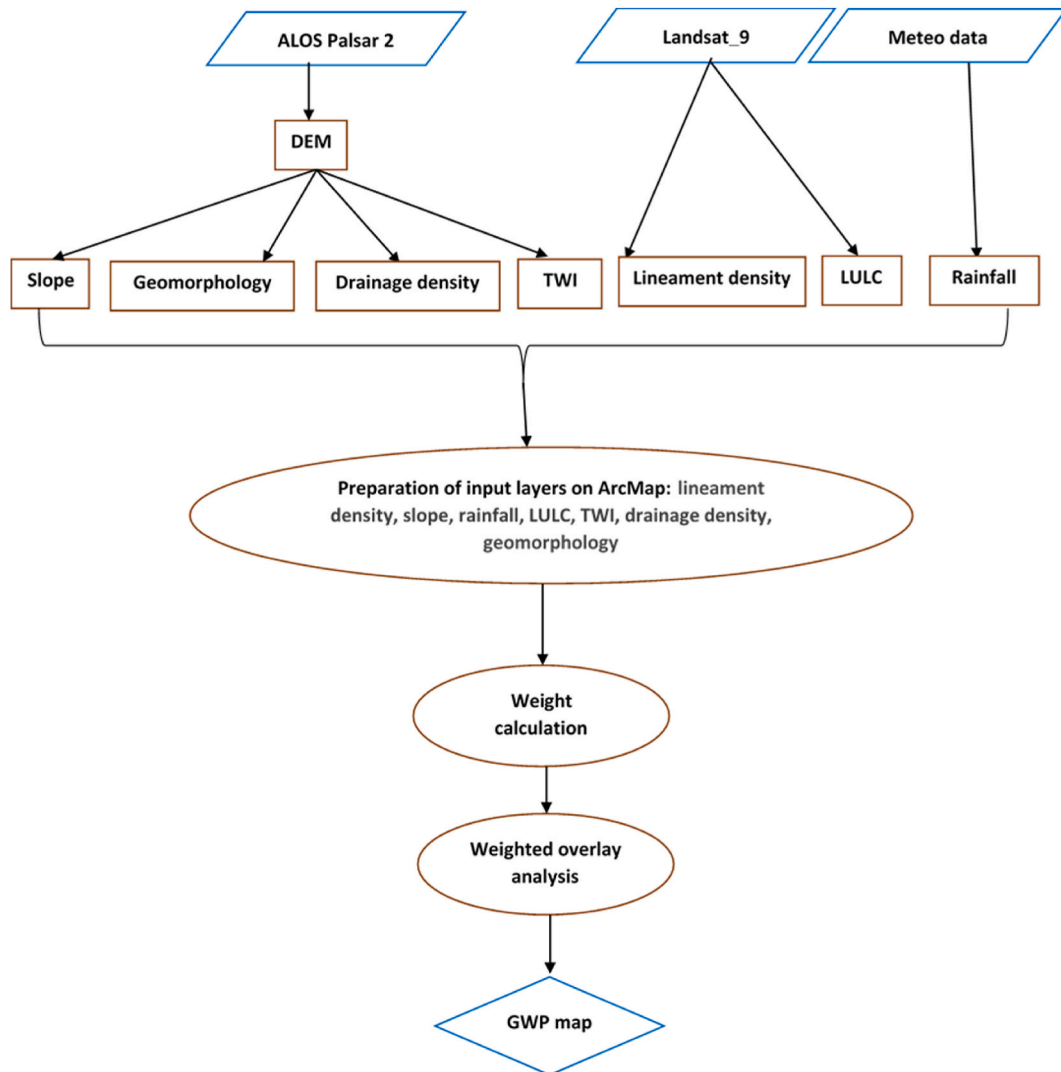 ALOS Palsar 2
Landsat_9
Meteo data
DEM
Slope
Geomorphology
Drainage density
TWI
Lineament density
LULC
Rainfall
Preparation of input layers on ArcMap: lineament
density, slope, rainfall, LULC, TWI, drainage density,
geomorphology
Weight
calculation
Weighted overlay
analysis
GWP map